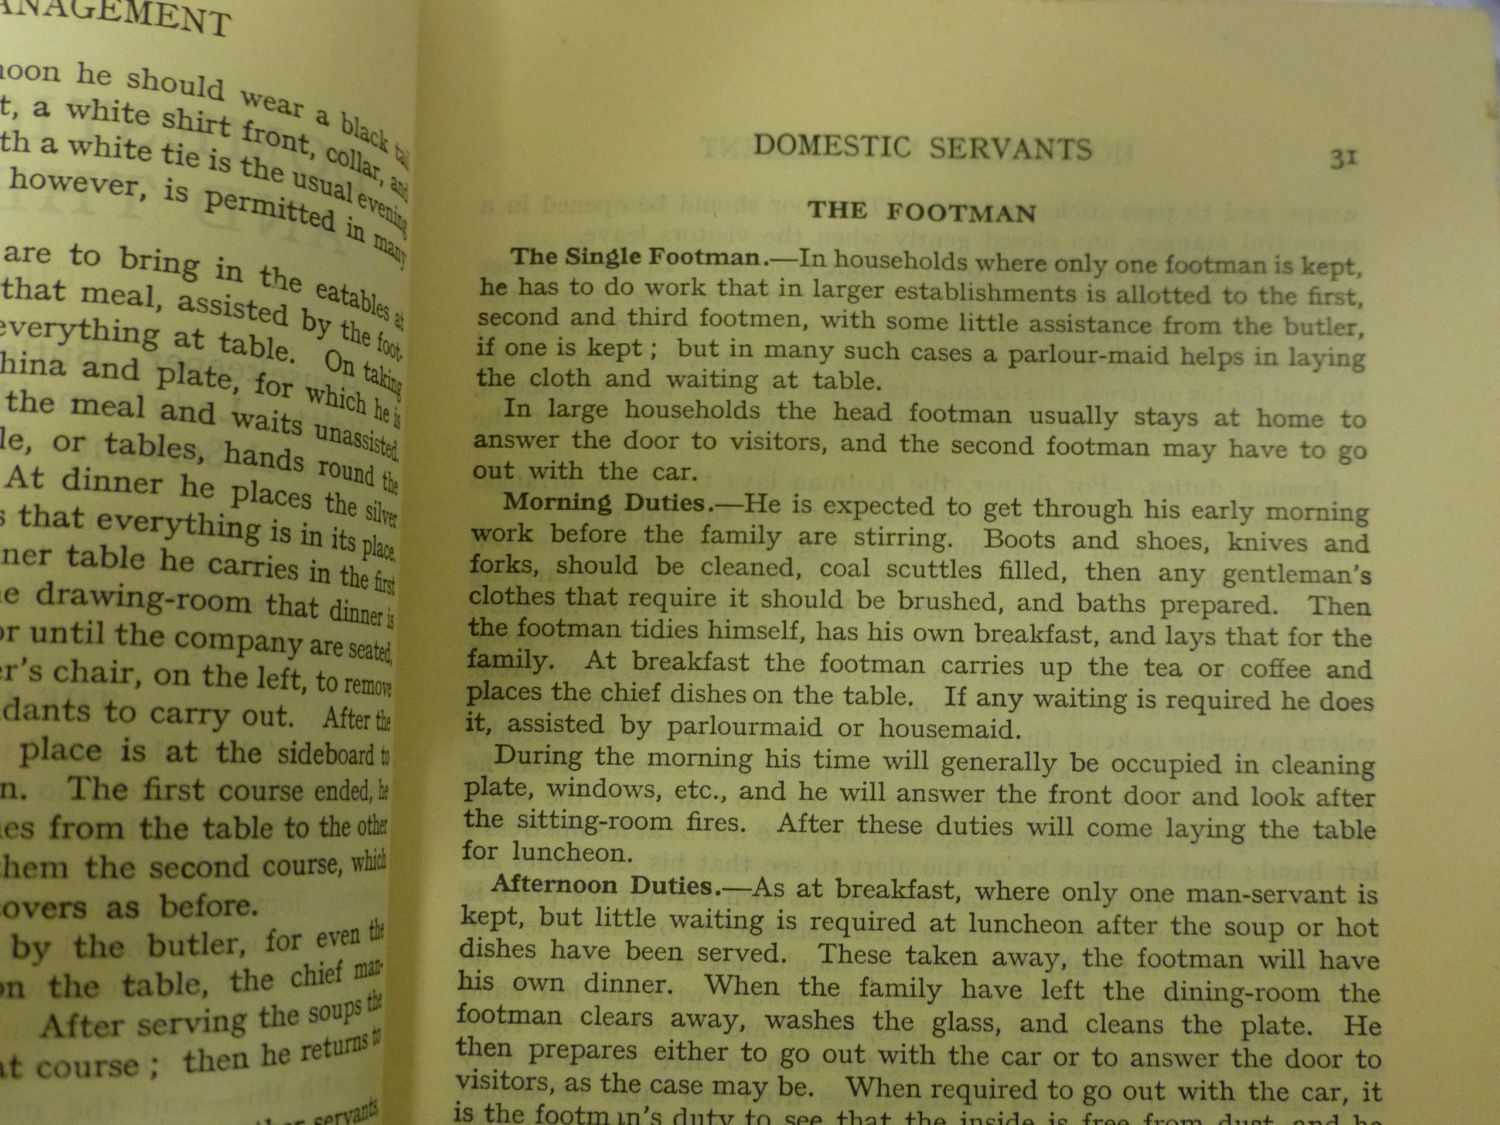 ANAGEMENT
noon he should wear a black tail
t, a white shirt front, collar, and
th a white tie is the usual evening
however, is permitted in many
are to bring in the eatables at
that meal, assisted by the foot-
everything at table. On taking
hina and plate, for which he is
the meal and waits unassisted.
le, or tables, hands round the
At dinner he places the silver
s that everything is in its place.
ner table he carries in the first
e drawing-room that dinner is
or until the company are seated,
er's chair, on the left, to remove
dants to carry out. After the
place is at the sideboard to
n. The first course ended, he
es from the table to the other
hem the second course, which
overs as before.
by the butler, for even the
on the table, the chief man-
After serving the soups the
at course ; then he returns to
servants
DOMESTIC SERVANTS 31
THE FOOTMAN
The Single Footman.—In households where only one footman is kept,
he has to do work that in larger establishments is allotted to the first,
second and third footmen, with some little assistance from the butler,
if one is kept ; but in many such cases a parlour-maid helps in laying
the cloth and waiting at table.
In large households the head footman usually stays at home to
answer the door to visitors, and the second footman may have to go
out with the car.
Morning Duties.—He is expected to get through his early morning
work before the family are stirring. Boots and shoes, knives and
forks, should be cleaned, coal scuttles filled, then any gentleman's
clothes that require it should be brushed, and baths prepared. Then
the footman tidies himself, has his own breakfast, and lays that for the
family. At breakfast the footman carries up the tea or coffee and
places the chief dishes on the table. If any waiting is required he does
it, assisted by parlourmaid or housemaid.
During the morning his time will generally be occupied in cleaning
plate, windows, etc., and he will answer the front door and look after
the sitting-room fires. After these duties will come laying the table
for luncheon.
Afternoon Duties.—As at breakfast, where only one man-servant is
kept, but little waiting is required at luncheon after the soup or hot
dishes have been served. These taken away, the footman will have
his own dinner. When the family have left the dining-room the
footman clears away, washes the glass, and cleans the plate. He
then prepares either to go out with the car or to answer the door to
visitors, as the case may be. When required to go out with the car, it
is the footman's duty to see that the inside is free from dust, and he